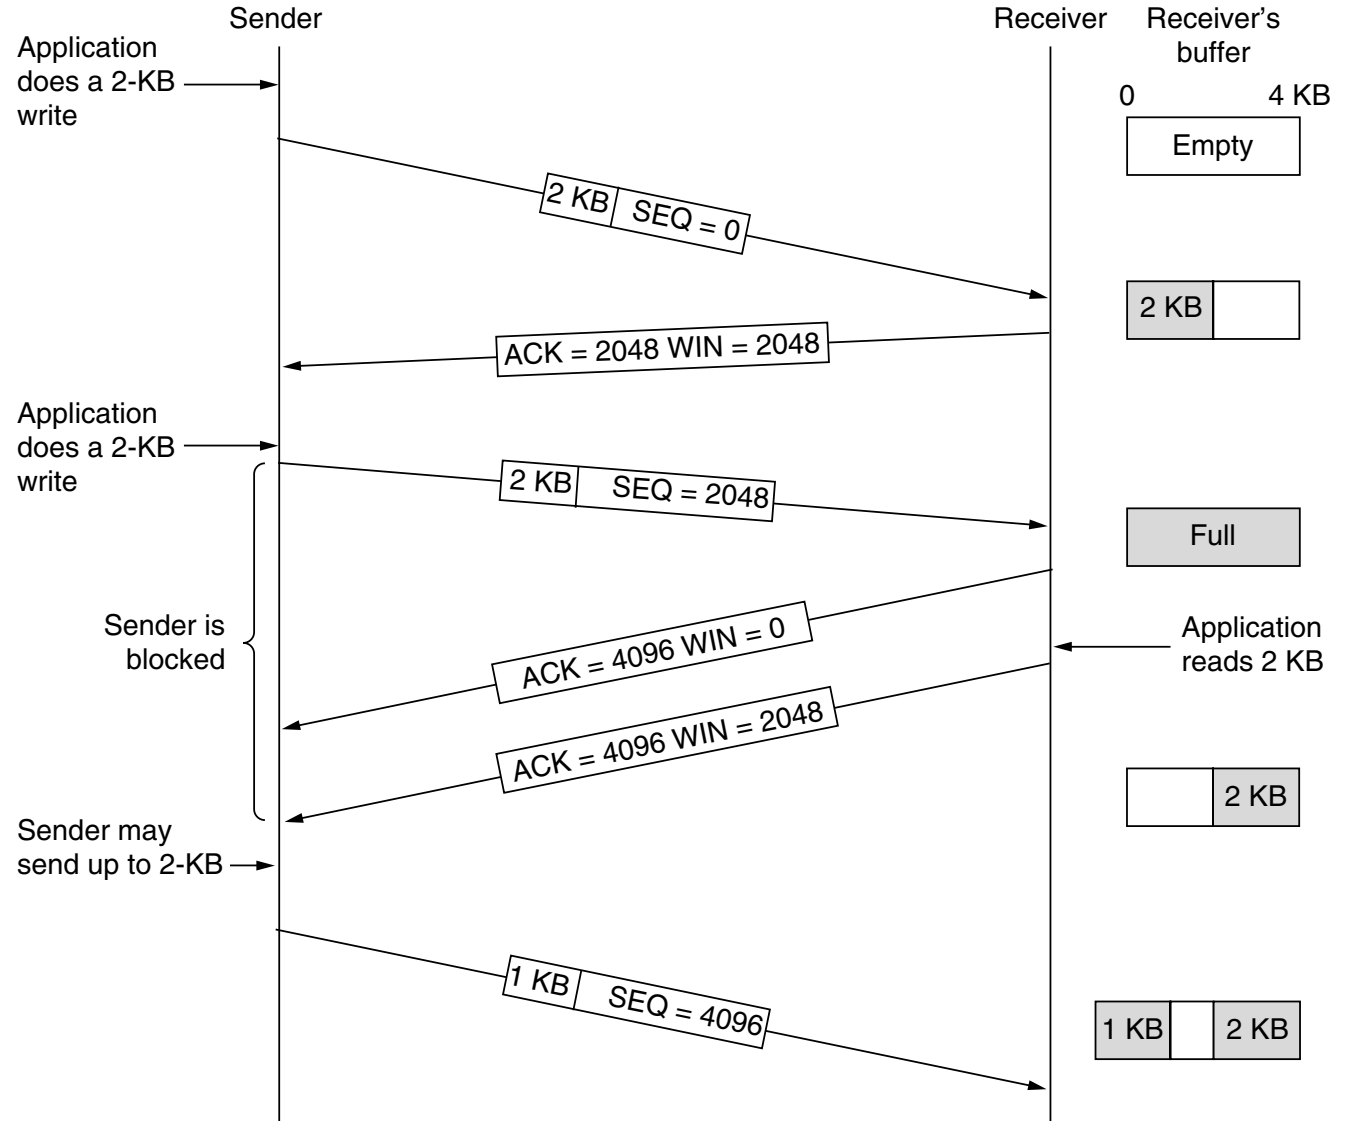 Sender
Receiver
Receiver's
buffer
Application
does a 2-KB
write
0
4 KB
Empty
2 KB
SEQ = 0
2 KB
ACK = 2048 WIN = 2048
Application
does a 2-KB
write
2 KB
SEQ = 2048
Full
Sender is
blocked
ACK = 4096 WIN = 0
Application
reads 2 KB
ACK = 4096 WIN = 2048
2 KB
Sender may
send up to 2-KB
1 KB
SEQ = 4096
1 KB
2 KB